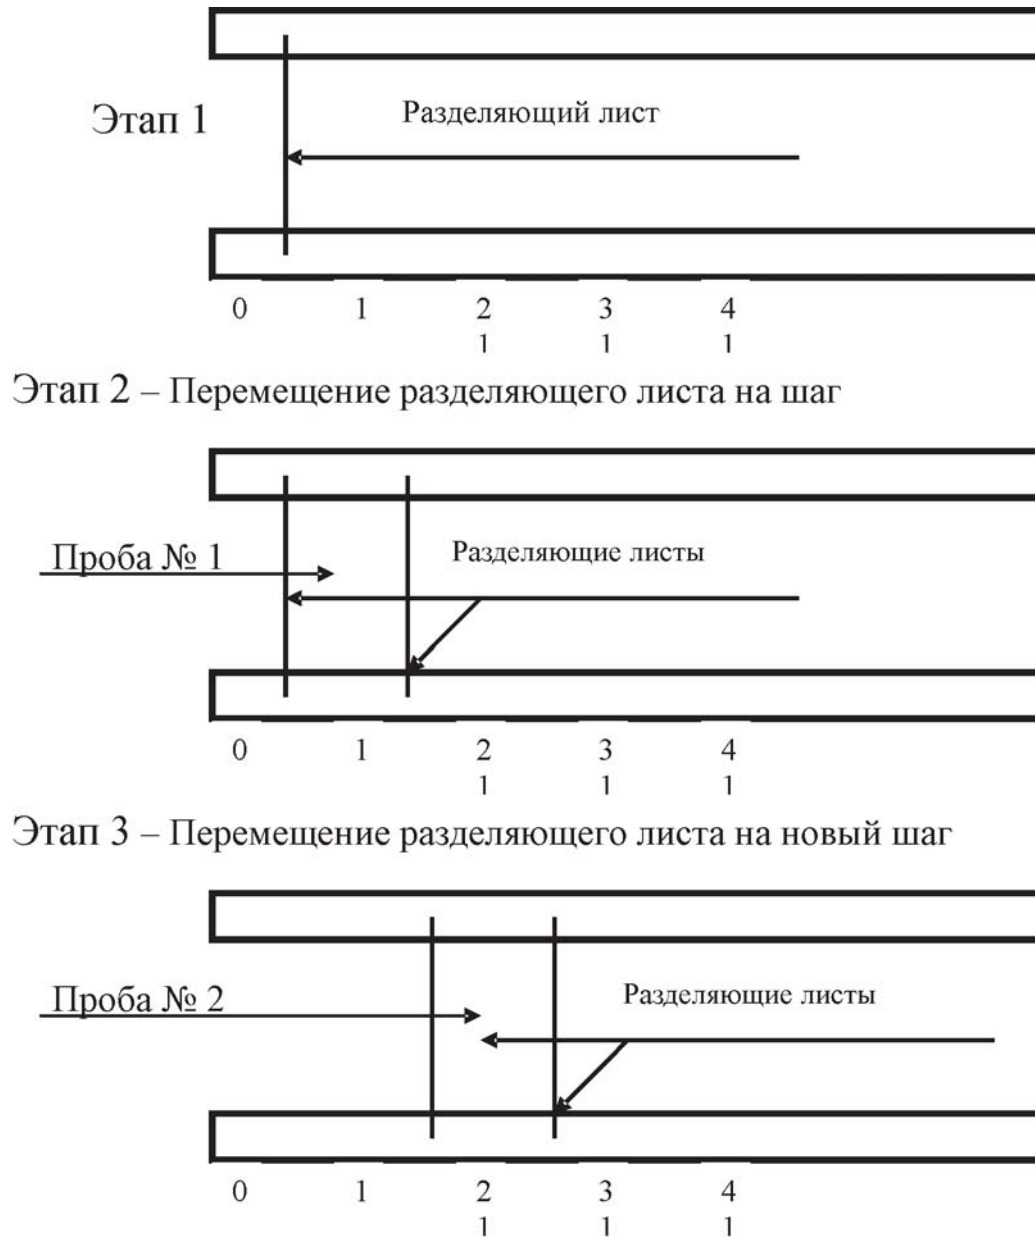 Этап 1
Разделяющий лист
0 1 2 3 4
1 1 1
Этап 2 – Перемещение разделяющего листа на шаг
Проба № 1
Разделяющие листы
0 1 2 3 4
1 1 1
Этап 3 – Перемещение разделяющего листа на новый шаг
Проба № 2
Разделяющие листы
0 1 2 3 4
1 1 1